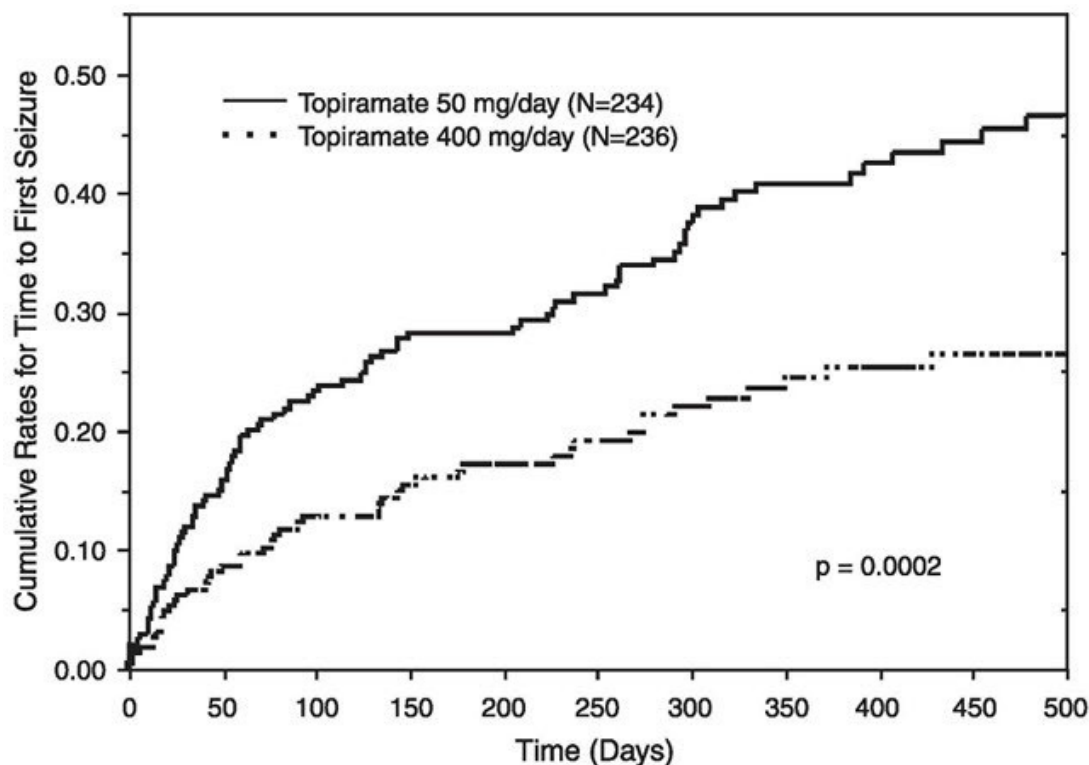 Cumulative Rates for Time to First Seizure
0.50
0.40
0.30
0.20
0.10
0.00
Topiramate 50 mg/day (N=234)
Topiramate 400 mg/day (N=236)
p = 0.0002
0 50 100 150 200 250 300 350 400 450 500
Time (Days)